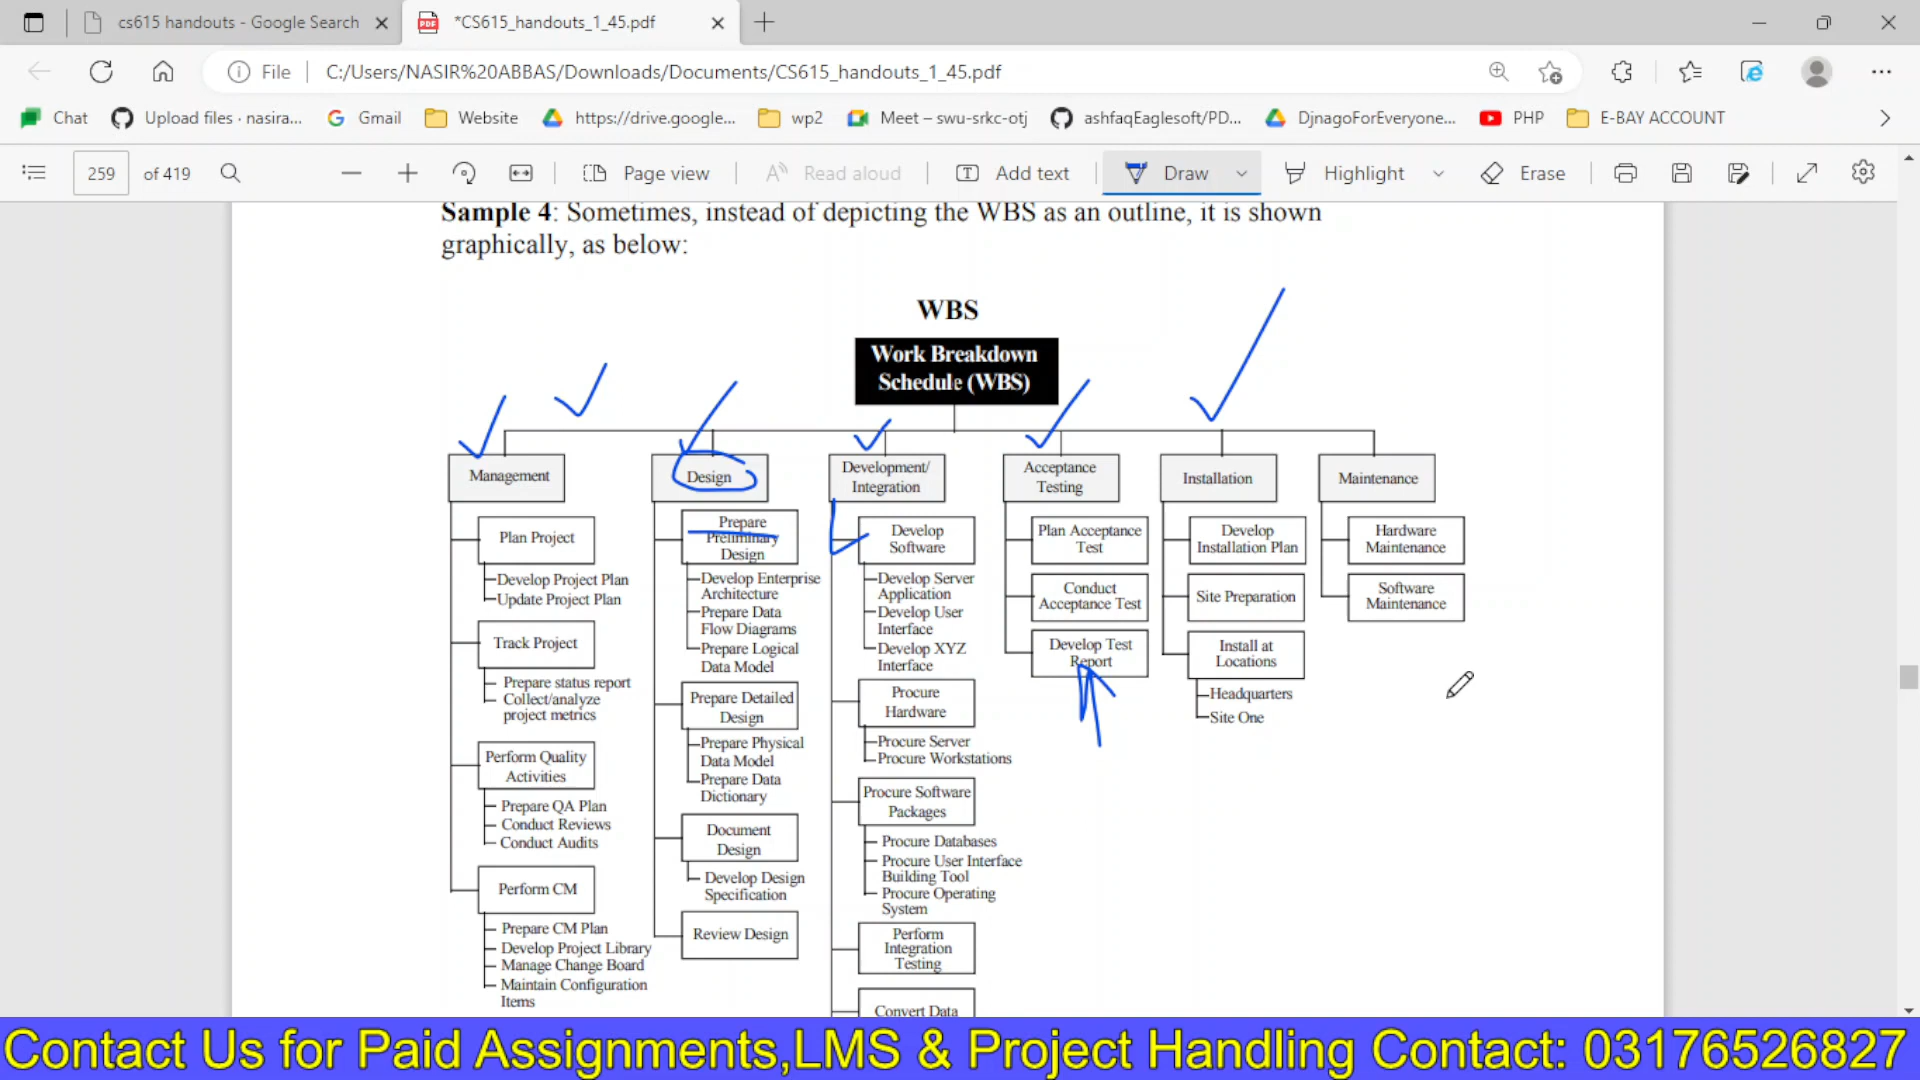 cs615 handouts - Google Search
*CS615_handouts_1_45.pdf
File
C:/Users/NASIR%20ABBAS/Downloads/Documents/CS615_handouts_1_45.pdf
Chat
Upload files · nasira...
Gmail
Website
https://drive.google...
wp2
Meet – swu-srkc-otj
ashfaqEaglesoft/PD...
DjnagoForEveryone...
PHP
E-BAY ACCOUNT
259 of 419
Page view
Read aloud
Add text
Draw
Highlight
Erase
Sample 4: Sometimes, instead of depicting the WBS as an outline, it is shown
graphically, as below:
WBS
Work Breakdown
Schedule (WBS)
Management
Plan Project
Develop Project Plan
Update Project Plan
Track Project
Prepare status report
Collect/analyze
project metrics
Perform Quality
Activities
Prepare QA Plan
Conduct Reviews
Conduct Audits
Perform CM
Prepare CM Plan
Develop Project Library
Manage Change Board
Maintain Configuration
Items
Design
Prepare
Preliminary
Design
Develop Enterprise
Architecture
Prepare Data
Flow Diagrams
Prepare Logical
Data Model
Prepare Detailed
Design
Prepare Physical
Data Model
Prepare Data
Dictionary
Document
Design
Develop Design
Specification
Review Design
Development/
Integration
Develop
Software
Develop Server
Application
Develop User
Interface
Develop XYZ
Interface
Procure
Hardware
Procure Server
Procure Workstations
Procure Software
Packages
Procure Databases
Procure User Interface
Building Tool
Procure Operating
System
Perform
Integration
Testing
Convert Data
Acceptance
Testing
Plan Acceptance
Test
Conduct
Acceptance Test
Develop Test
Report
Installation
Develop
Installation Plan
Site Preparation
Install at
Locations
Headquarters
Site One
Maintenance
Hardware
Maintenance
Software
Maintenance
Contact Us for Paid Assignments,LMS & Project Handling Contact: 03176526827